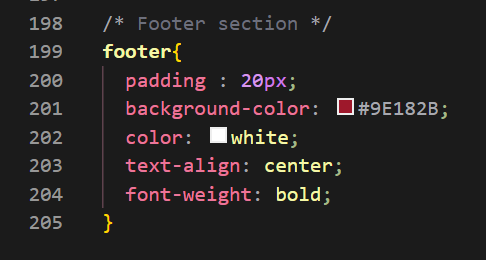 198 /* Footer section */
199 footer{
200 padding : 20px;
201 background-color: #9E182B;
202 color: white;
203 text-align: center;
204 font-weight: bold;
205 }